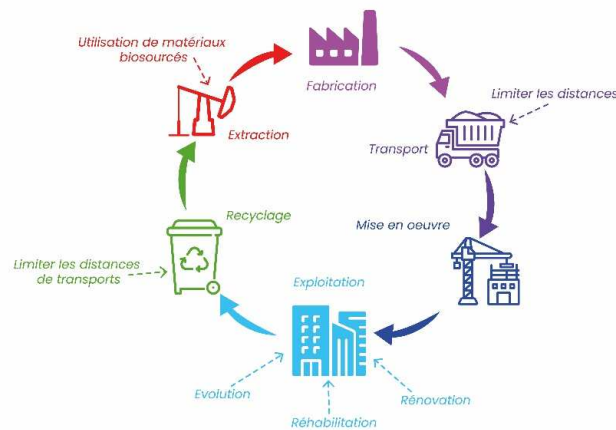 Utilisation de matériaux
biosourcés
Fabrication
Extraction
Limiter les distances
Transport
Recyclage
Mise en oeuvre
Limiter les distances
de transports
Exploitation
Evolution
Rénovation
Réhabilitation